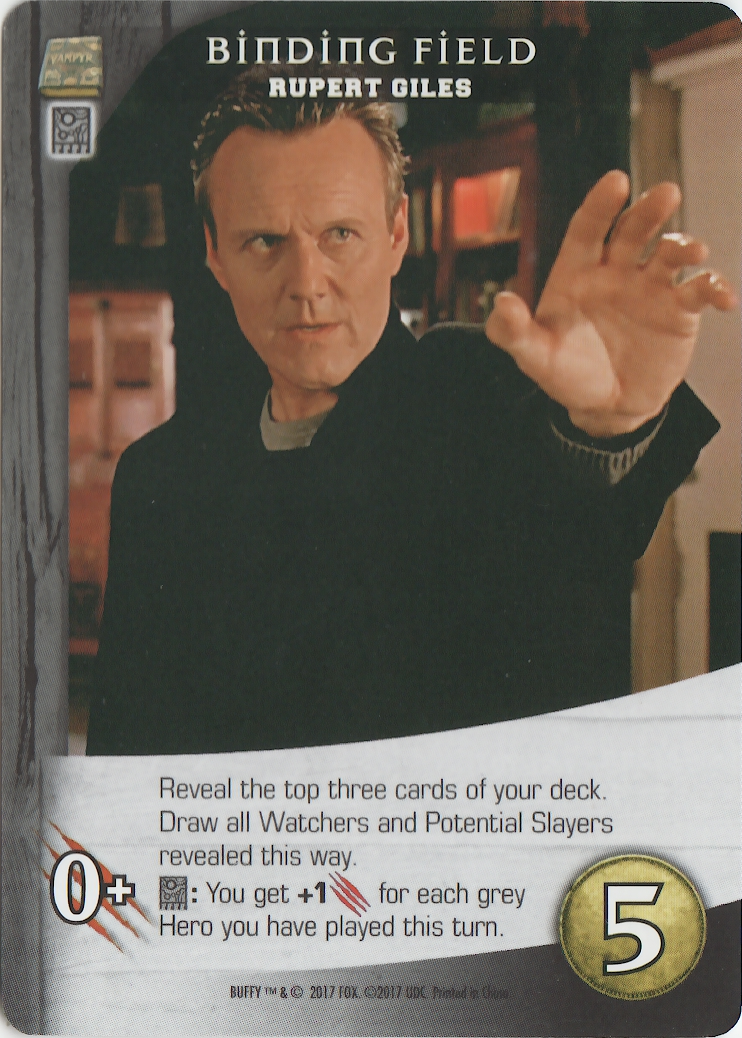 BINDING FIELD
RUPERT GILES
VAMPYR
Reveal the top three cards of your deck.
Draw all Watchers and Potential Slayers
revealed this way.
: You get +1 for each grey
Hero you have played this turn.
0+
5
BUFFY ™ & © 2017 FOX. ©2017 UDC. Printed in China.